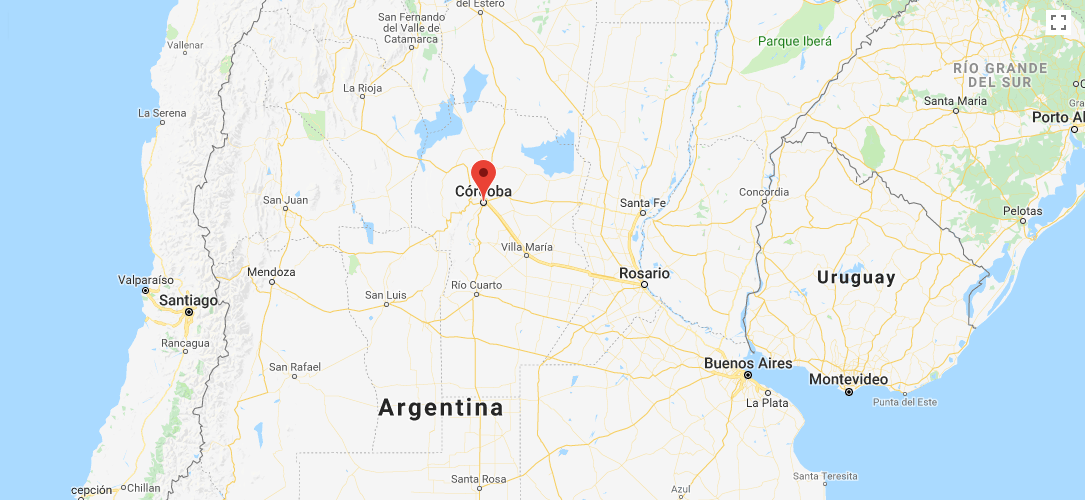 del Estero
San Fernando
del Valle de
Catamarca
Vallenar
Parque Iberá
RÍO GRANDE
DEL SUR
La Rioja
Santa Maria
La Serena
Porto Al
Córdoba
Concordia
San Juan
Santa Fe
Pelotas
Villa María
Mendoza
Rosario
Uruguay
Valparaíso
Río Cuarto
San Luis
Santiago
Rancagua
San Rafael
Buenos Aires
Montevideo
La Plata
Punta del Este
Argentina
Santa Teresita
Santa Rosa
Azul
cepción
Chillan